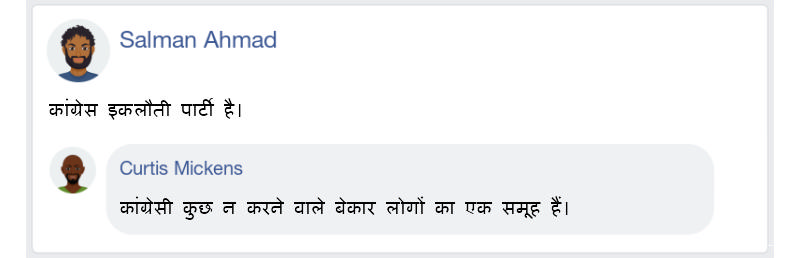 Salman Ahmad
कांग्रेस इकलौती पार्टी है।
Curtis Mickens
कांग्रेसी कुछ न करने वाले बेकार लोगों का एक समूह हैं।